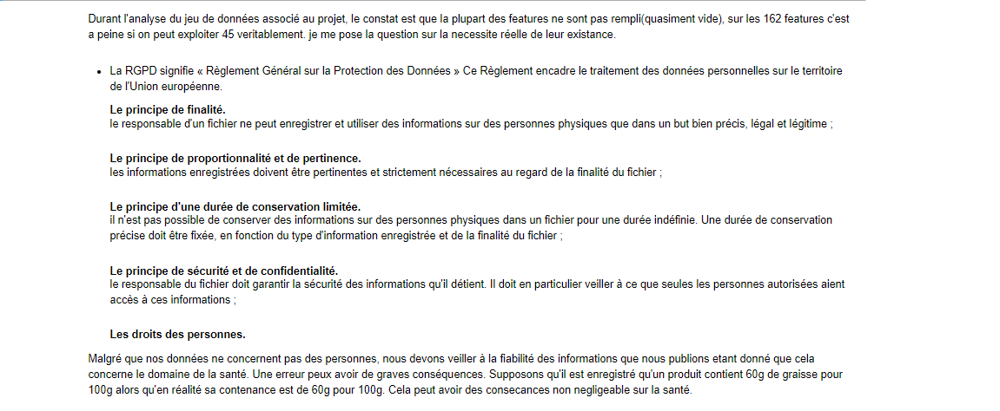 Durant l'analyse du jeu de données associé au projet, le constat est que la plupart des features ne sont pas rempli(quasiment vide), sur les 162 features c'est
a peine si on peut exploiter 45 veritablement. je me pose la question sur la necessite réelle de leur existance.
• La RGPD signifie « Règlement Général sur la Protection des Données » Ce Règlement encadre le traitement des données personnelles sur le territoire
de l'Union européenne.
Le principe de finalité.
le responsable d'un fichier ne peut enregistrer et utiliser des informations sur des personnes physiques que dans un but bien précis, légal et légitime ;
Le principe de proportionnalité et de pertinence.
les informations enregistrées doivent être pertinentes et strictement nécessaires au regard de la finalité du fichier ;
Le principe d'une durée de conservation limitée.
il n'est pas possible de conserver des informations sur des personnes physiques dans un fichier pour une durée indéfinie. Une durée de conservation
précise doit être fixée, en fonction du type d'information enregistrée et de la finalité du fichier ;
Le principe de sécurité et de confidentialité.
le responsable du fichier doit garantir la sécurité des informations qu'il détient. Il doit en particulier veiller à ce que seules les personnes autorisées aient
accès à ces informations ;
Les droits des personnes.
Malgré que nos données ne concernent pas des personnes, nous devons veiller à la fiabilité des informations que nous publions etant donné que cela
concerne le domaine de la santé. Une erreur peux avoir de graves conséquences. Supposons qu'il est enregistré qu'un produit contient 60g de graisse pour
100g alors qu'en réalité sa contenance est de 60g pour 100g. Cela peut avoir des consecances non negligeable sur la santé.